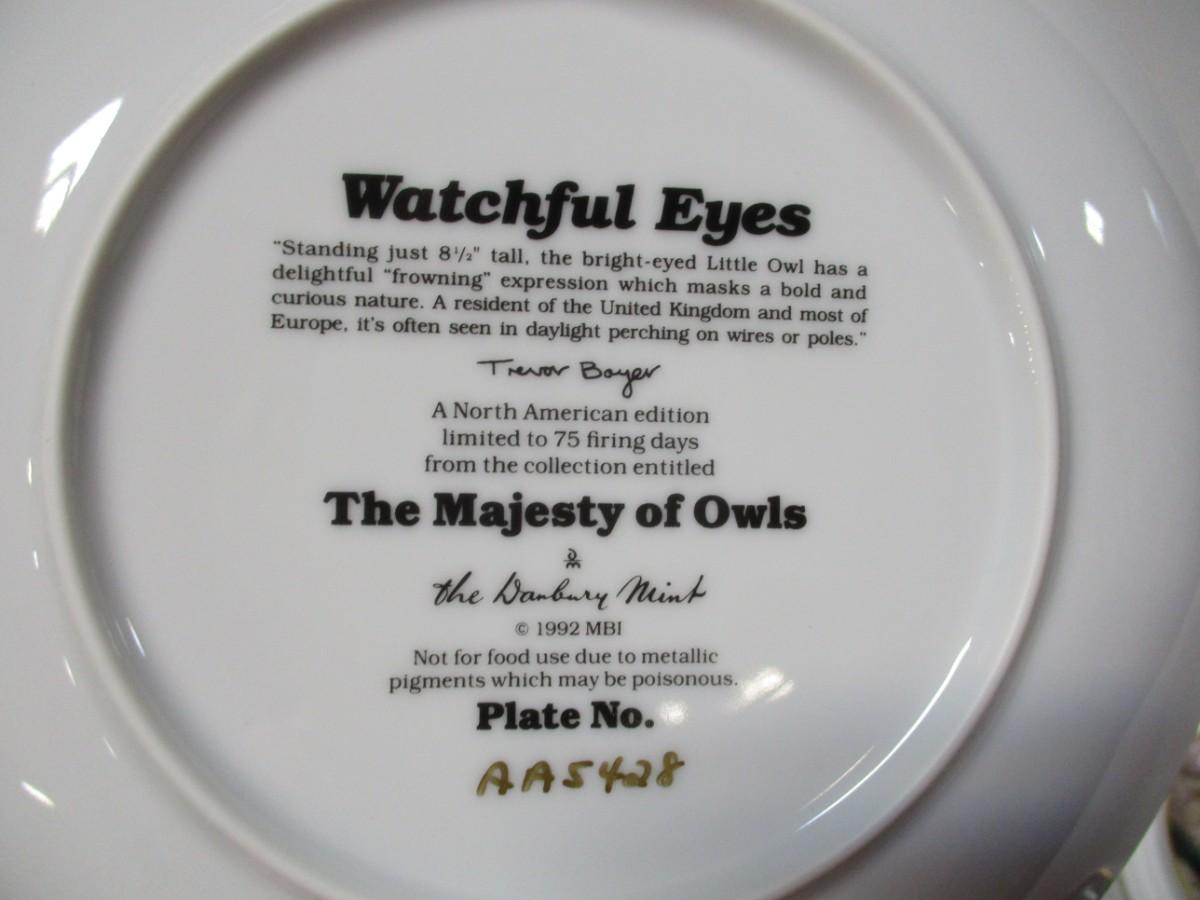 Watchful Eyes
"Standing just 8½" tall, the bright-eyed Little Owl has a
delightful "frowning" expression which masks a bold and
curious nature. A resident of the United Kingdom and most of
Europe, it's often seen in daylight perching on wires or poles."
Trevor Boyer
A North American edition
limited to 75 firing days
from the collection entitled
The Majesty of Owls
the Danbury Mint
© 1992 MBI
Not for food use due to metallic
pigments which may be poisonous.
Plate No.
AA5428